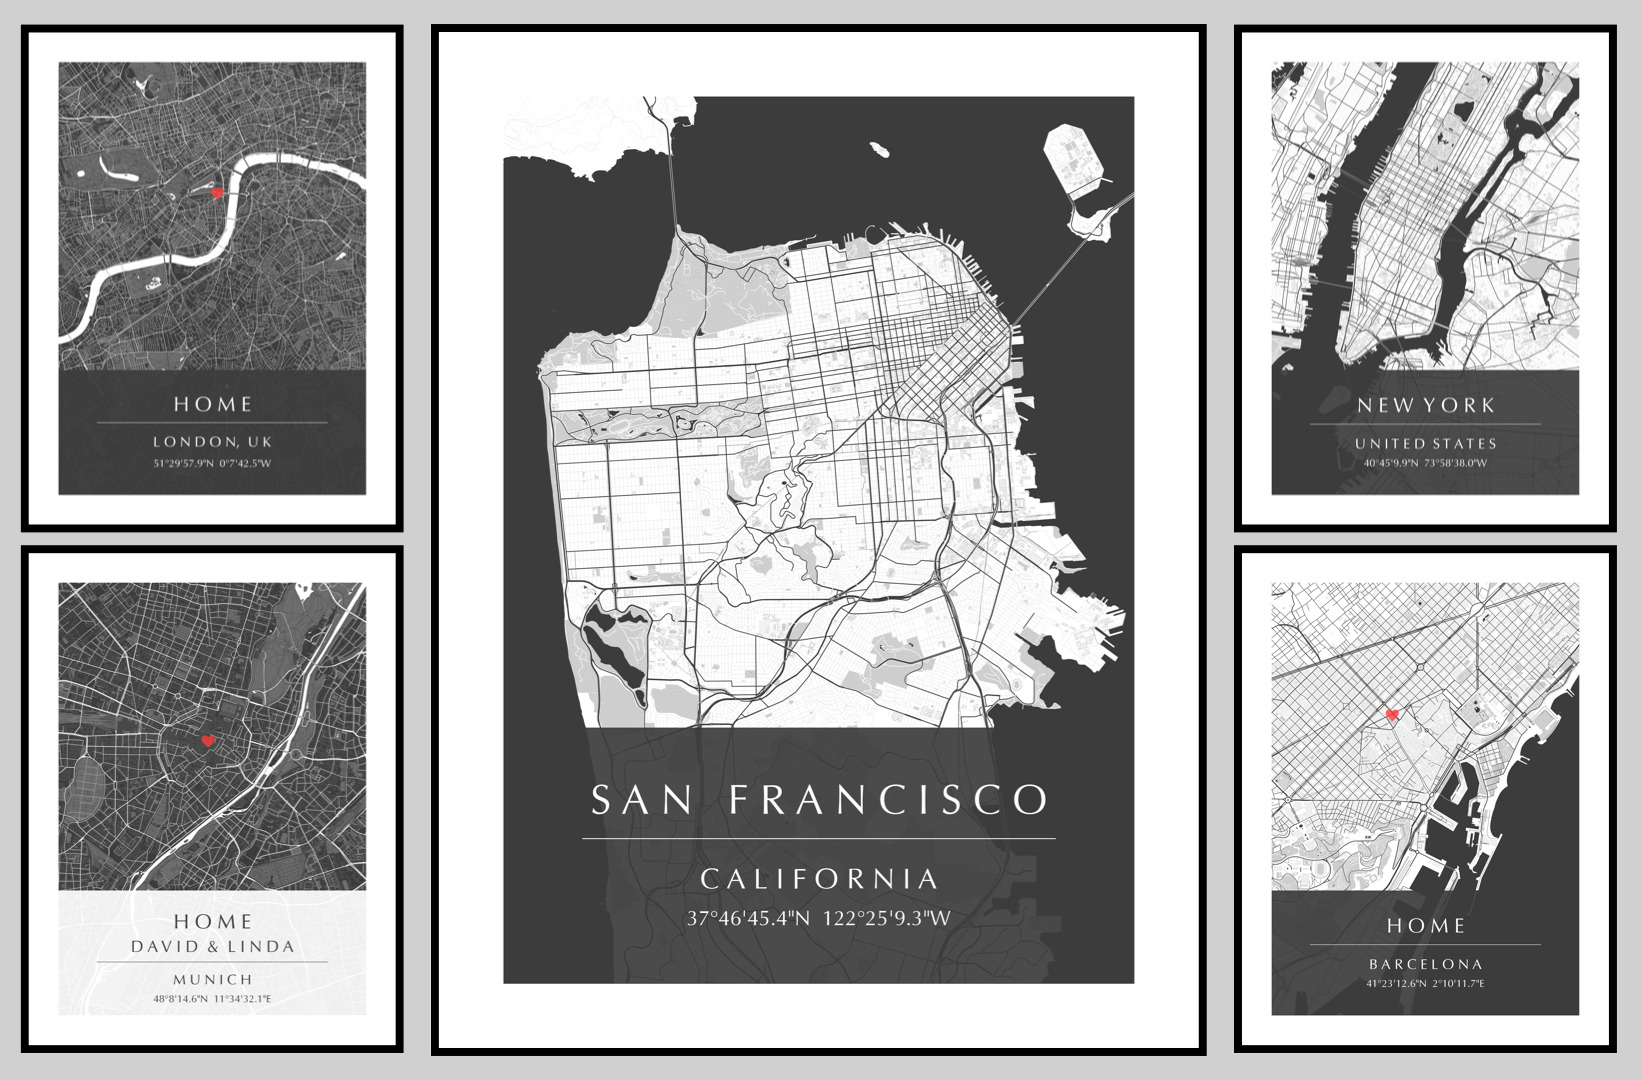 HOME
LONDON, UK
51°29'57.9"N 0°7'42.5"W
HOME
DAVID & LINDA
MUNICH
48°8'14.6"N 11°34'32.1"E
SAN FRANCISCO
CALIFORNIA
37°46'45.4"N 122°25'9.3"W
NEW YORK
UNITED STATES
40°45'9.9"N 73°58'38.0"W
HOME
BARCELONA
41°23'12.6"N 2°10'11.7"E